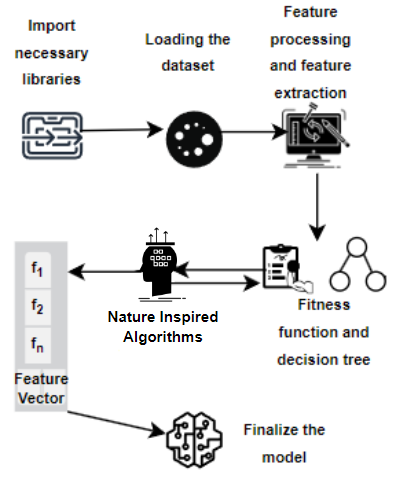 Import
necessary
libraries
Loading the
dataset
Feature
processing
and feature
extraction
f1
f2
fn
Feature
Vector
Nature Inspired
Algorithms
Fitness
function and
decision tree
Finalize the
model